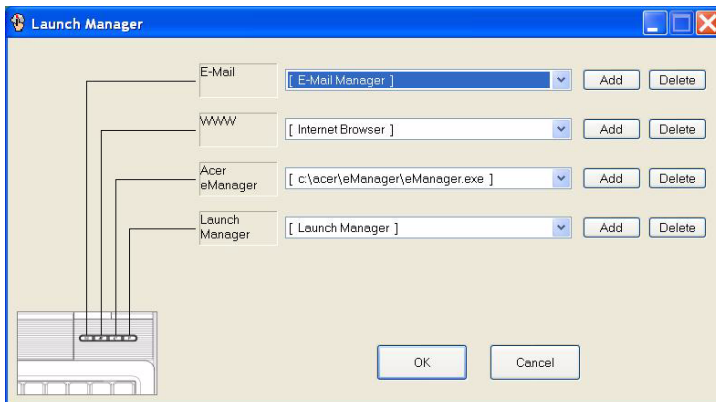 Launch Manager
E-Mail
[ E-Mail Manager ]
Add
Delete
WWW
[ Internet Browser ]
Add
Delete
Acer
eManager
[ c:\acer\eManager\eManager.exe ]
Add
Delete
Launch
Manager
[ Launch Manager ]
Add
Delete
OK
Cancel